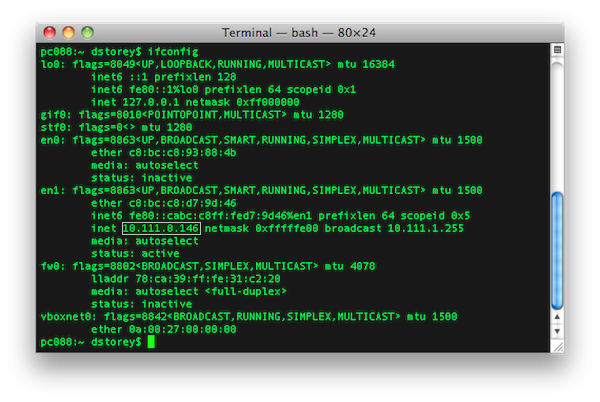 Terminal — bash — 80×24
pc088:~ dstorey$ ifconfig
lo0: flags=8049<UP,LOOPBACK,RUNNING,MULTICAST> mtu 16384
inet6 ::1 prefixlen 128
inet6 fe80::1%lo0 prefixlen 64 scopeid 0x1
inet 127.0.0.1 netmask 0xff000000
gif0: flags=8010<POINTOPOINT,MULTICAST> mtu 1280
stf0: flags=0<> mtu 1280
en0: flags=8863<UP,BROADCAST,SMART,RUNNING,SIMPLEX,MULTICAST> mtu 1500
ether c8:bc:c8:93:88:4b
media: autoselect
status: inactive
en1: flags=8863<UP,BROADCAST,SMART,RUNNING,SIMPLEX,MULTICAST> mtu 1500
ether c8:bc:c8:d7:9d:46
inet6 fe80::cabc:c8ff:fed7:9d46%en1 prefixlen 64 scopeid 0x5
inet 10.111.0.146 netmask 0xfffffe00 broadcast 10.111.1.255
media: autoselect
status: active
fw0: flags=8802<BROADCAST,SIMPLEX,MULTICAST> mtu 4078
lladdr 78:ca:39:ff:fe:31:c2:20
media: autoselect <full-duplex>
status: inactive
vboxnet0: flags=8842<BROADCAST,RUNNING,SIMPLEX,MULTICAST> mtu 1500
ether 0a:00:27:00:00:00
pc088:~ dstorey$